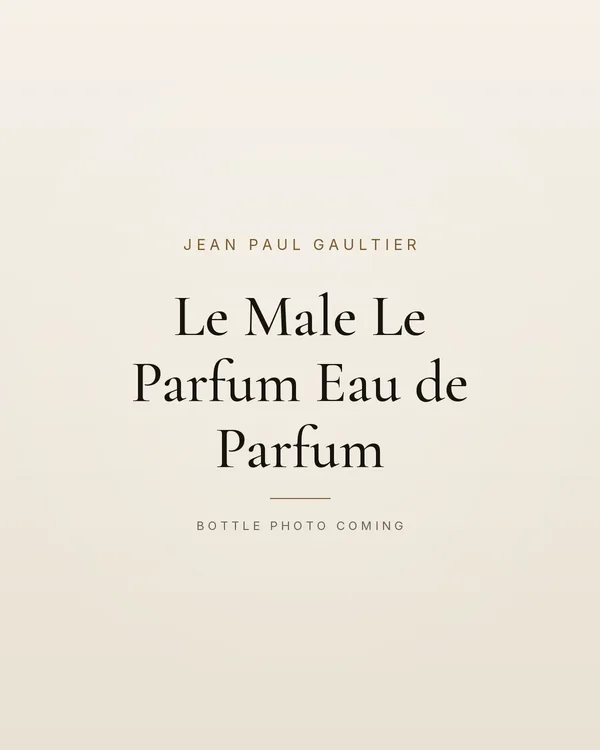 JEAN PAUL GAULTIER
Le Male Le
Parfum Eau de
Parfum
BOTTLE PHOTO COMING